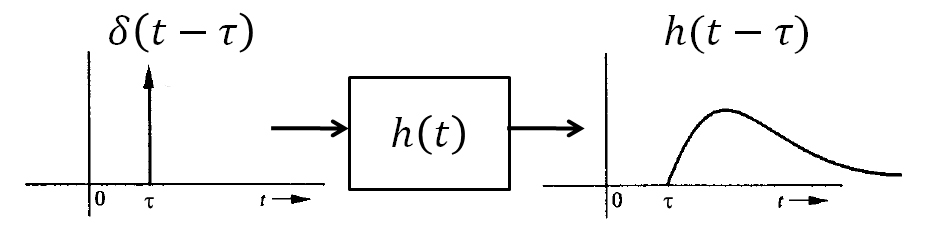 δ(t − τ)
h(t)
h(t − τ)
0 τ t
0 τ t